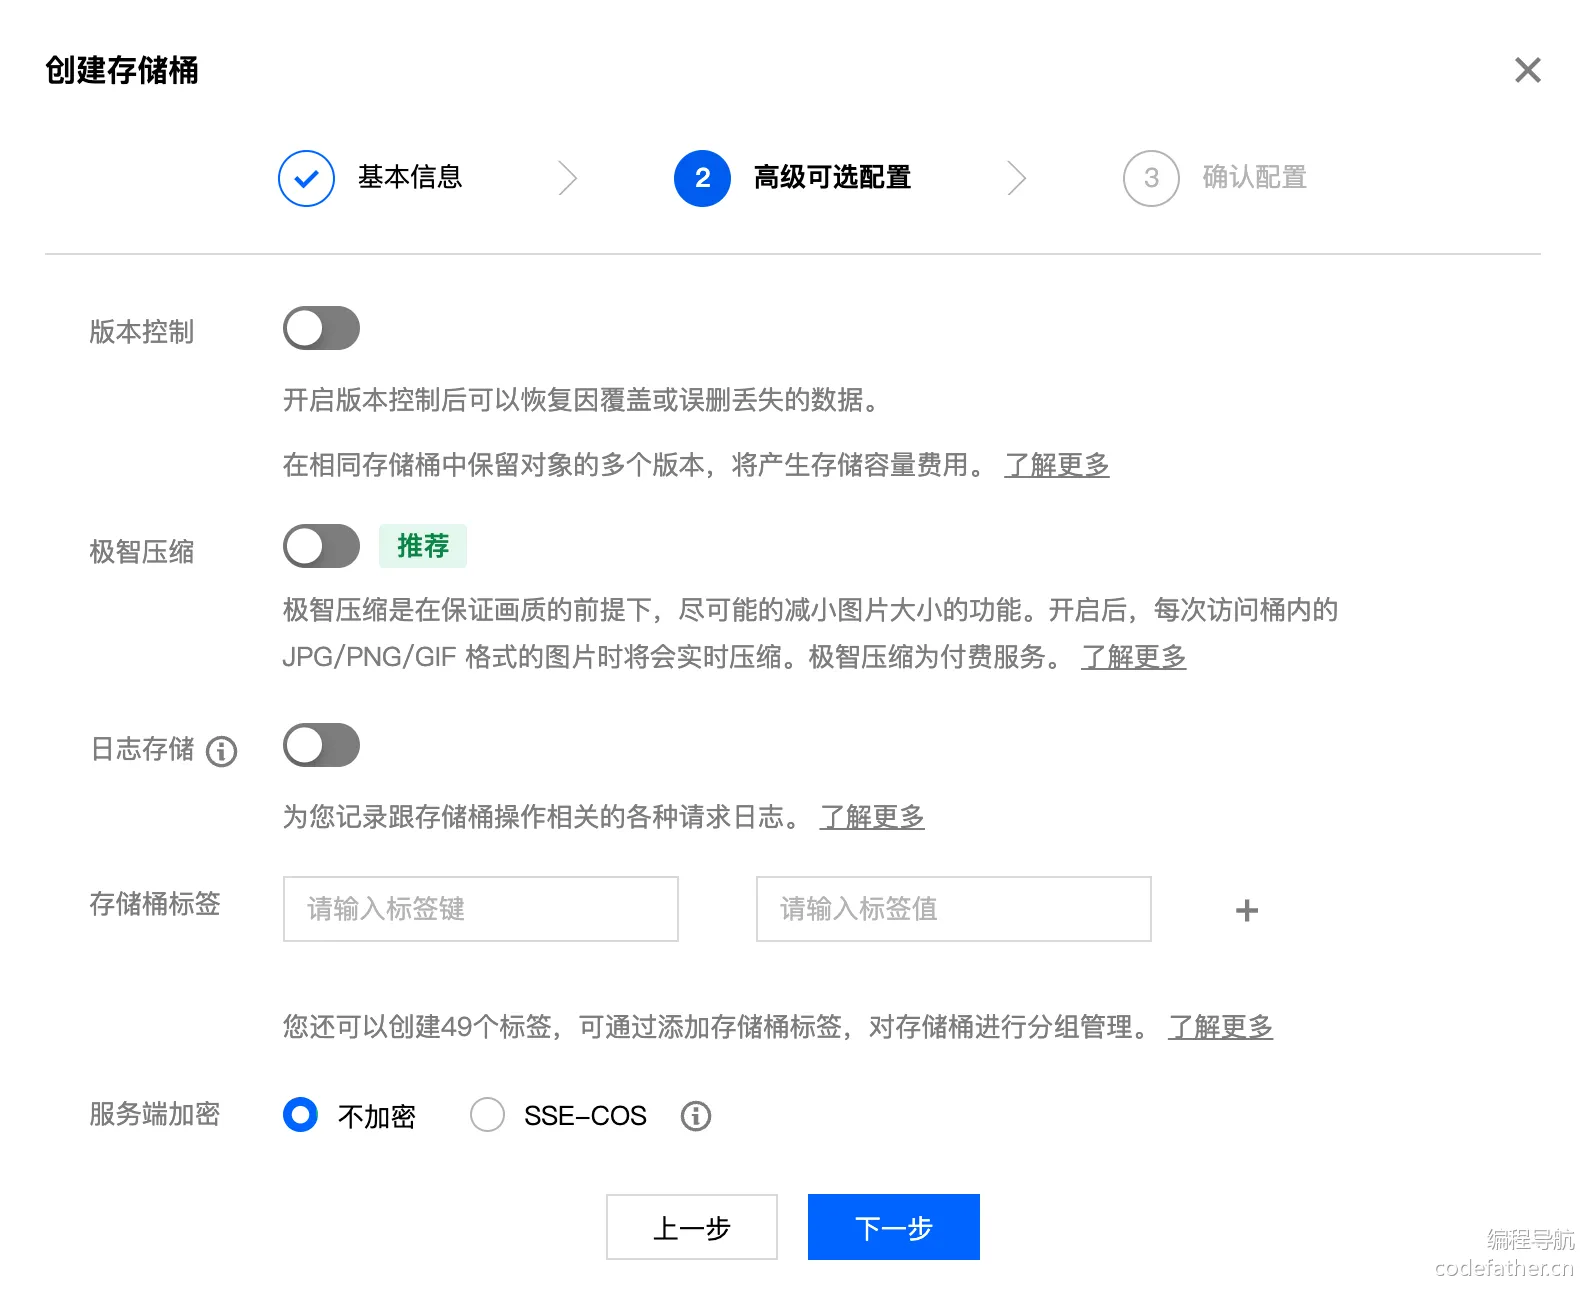 创建存储桶
基本信息
2 高级可选配置
3 确认配置
版本控制
开启版本控制后可以恢复因覆盖或误删丢失的数据。
在相同存储桶中保留对象的多个版本，将产生存储容量费用。 了解更多
极智压缩 推荐
极智压缩是在保证画质的前提下，尽可能的减小图片大小的功能。开启后，每次访问桶内的
JPG/PNG/GIF 格式的图片时将会实时压缩。极智压缩为付费服务。 了解更多
日志存储
为您记录跟存储桶操作相关的各种请求日志。 了解更多
存储桶标签 请输入标签键 请输入标签值
您还可以创建49个标签，可通过添加存储桶标签，对存储桶进行分组管理。 了解更多
服务端加密 不加密 SSE-COS
上一步 下一步
编程导航
codefather.cn